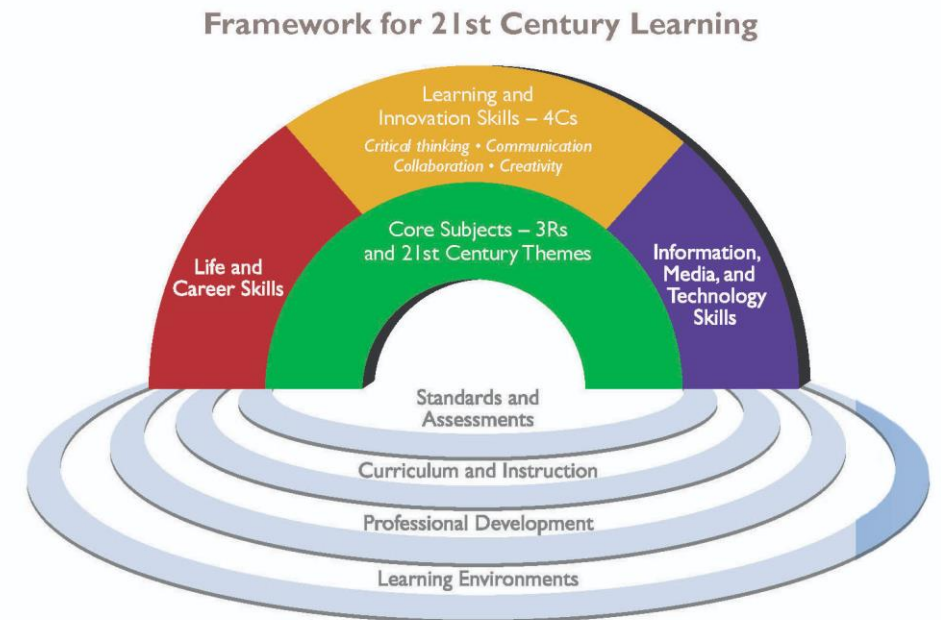 Framework for 21st Century Learning
Learning and
Innovation Skills – 4Cs
Critical thinking • Communication
Collaboration • Creativity
Core Subjects – 3Rs
and 21st Century Themes
Life and
Career Skills
Information,
Media, and
Technology
Skills
Standards and
Assessments
Curriculum and Instruction
Professional Development
Learning Environments